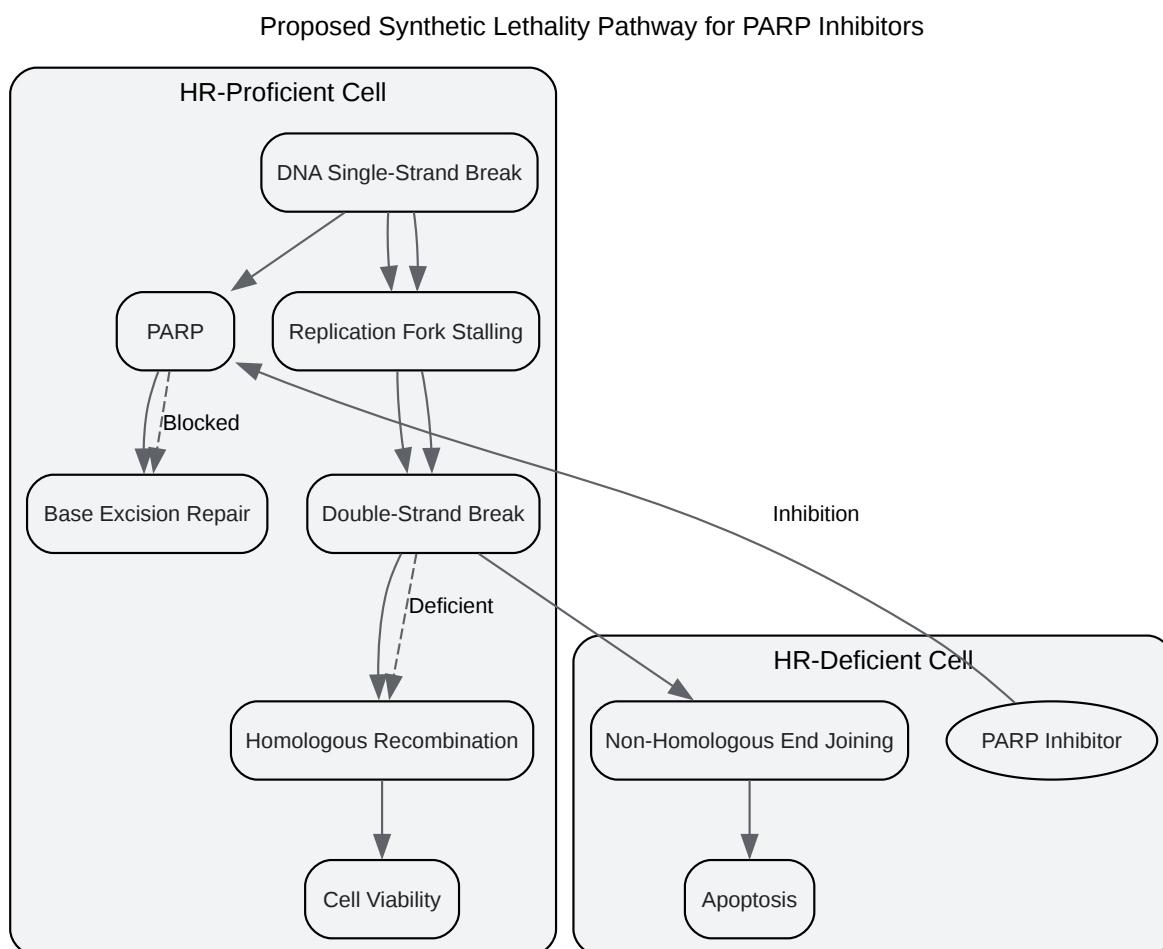 Proposed Synthetic Lethality Pathway for PARP Inhibitors
HR-Proficient Cell
DNA Single-Strand Break
PARP
Replication Fork Stalling
Blocked
Base Excision Repair
Double-Strand Break
Inhibition
Deficient
HR-Deficient Cell
Homologous Recombination
Non-Homologous End Joining
PARP Inhibitor
Cell Viability
Apoptosis